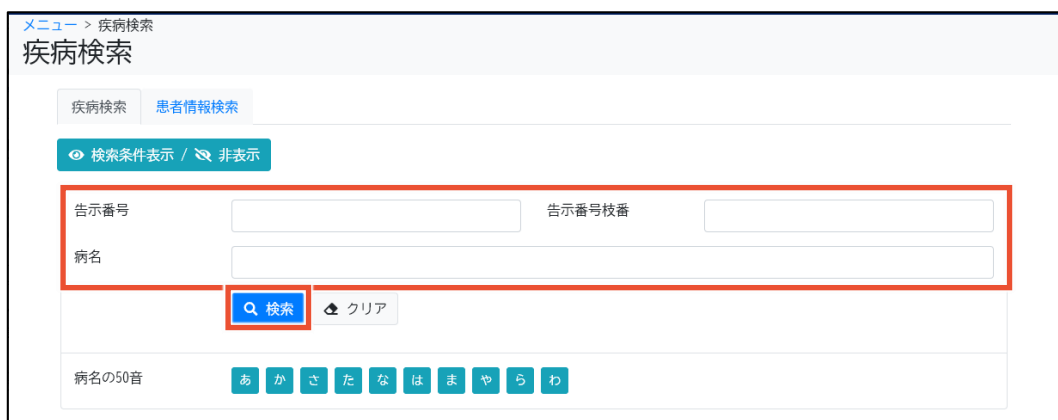 メニュー > 疾病検索
疾病検索
疾病検索 患者情報検索
検索条件表示 / 非表示
告示番号 告示番号枝番
病名
検索 クリア
病名の50音 あ か さ た な は ま や ら わ